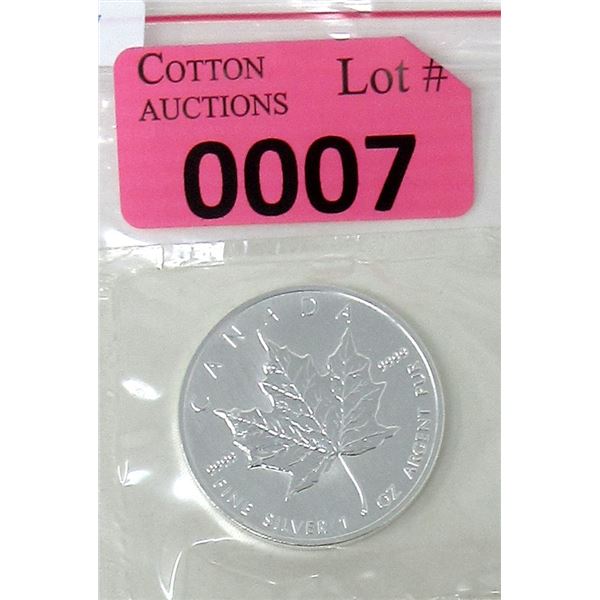 COTTON Lot #
AUCTIONS
0007
CANADA
9999
9999
FINE SILVER 1 OZ ARGENT PUR